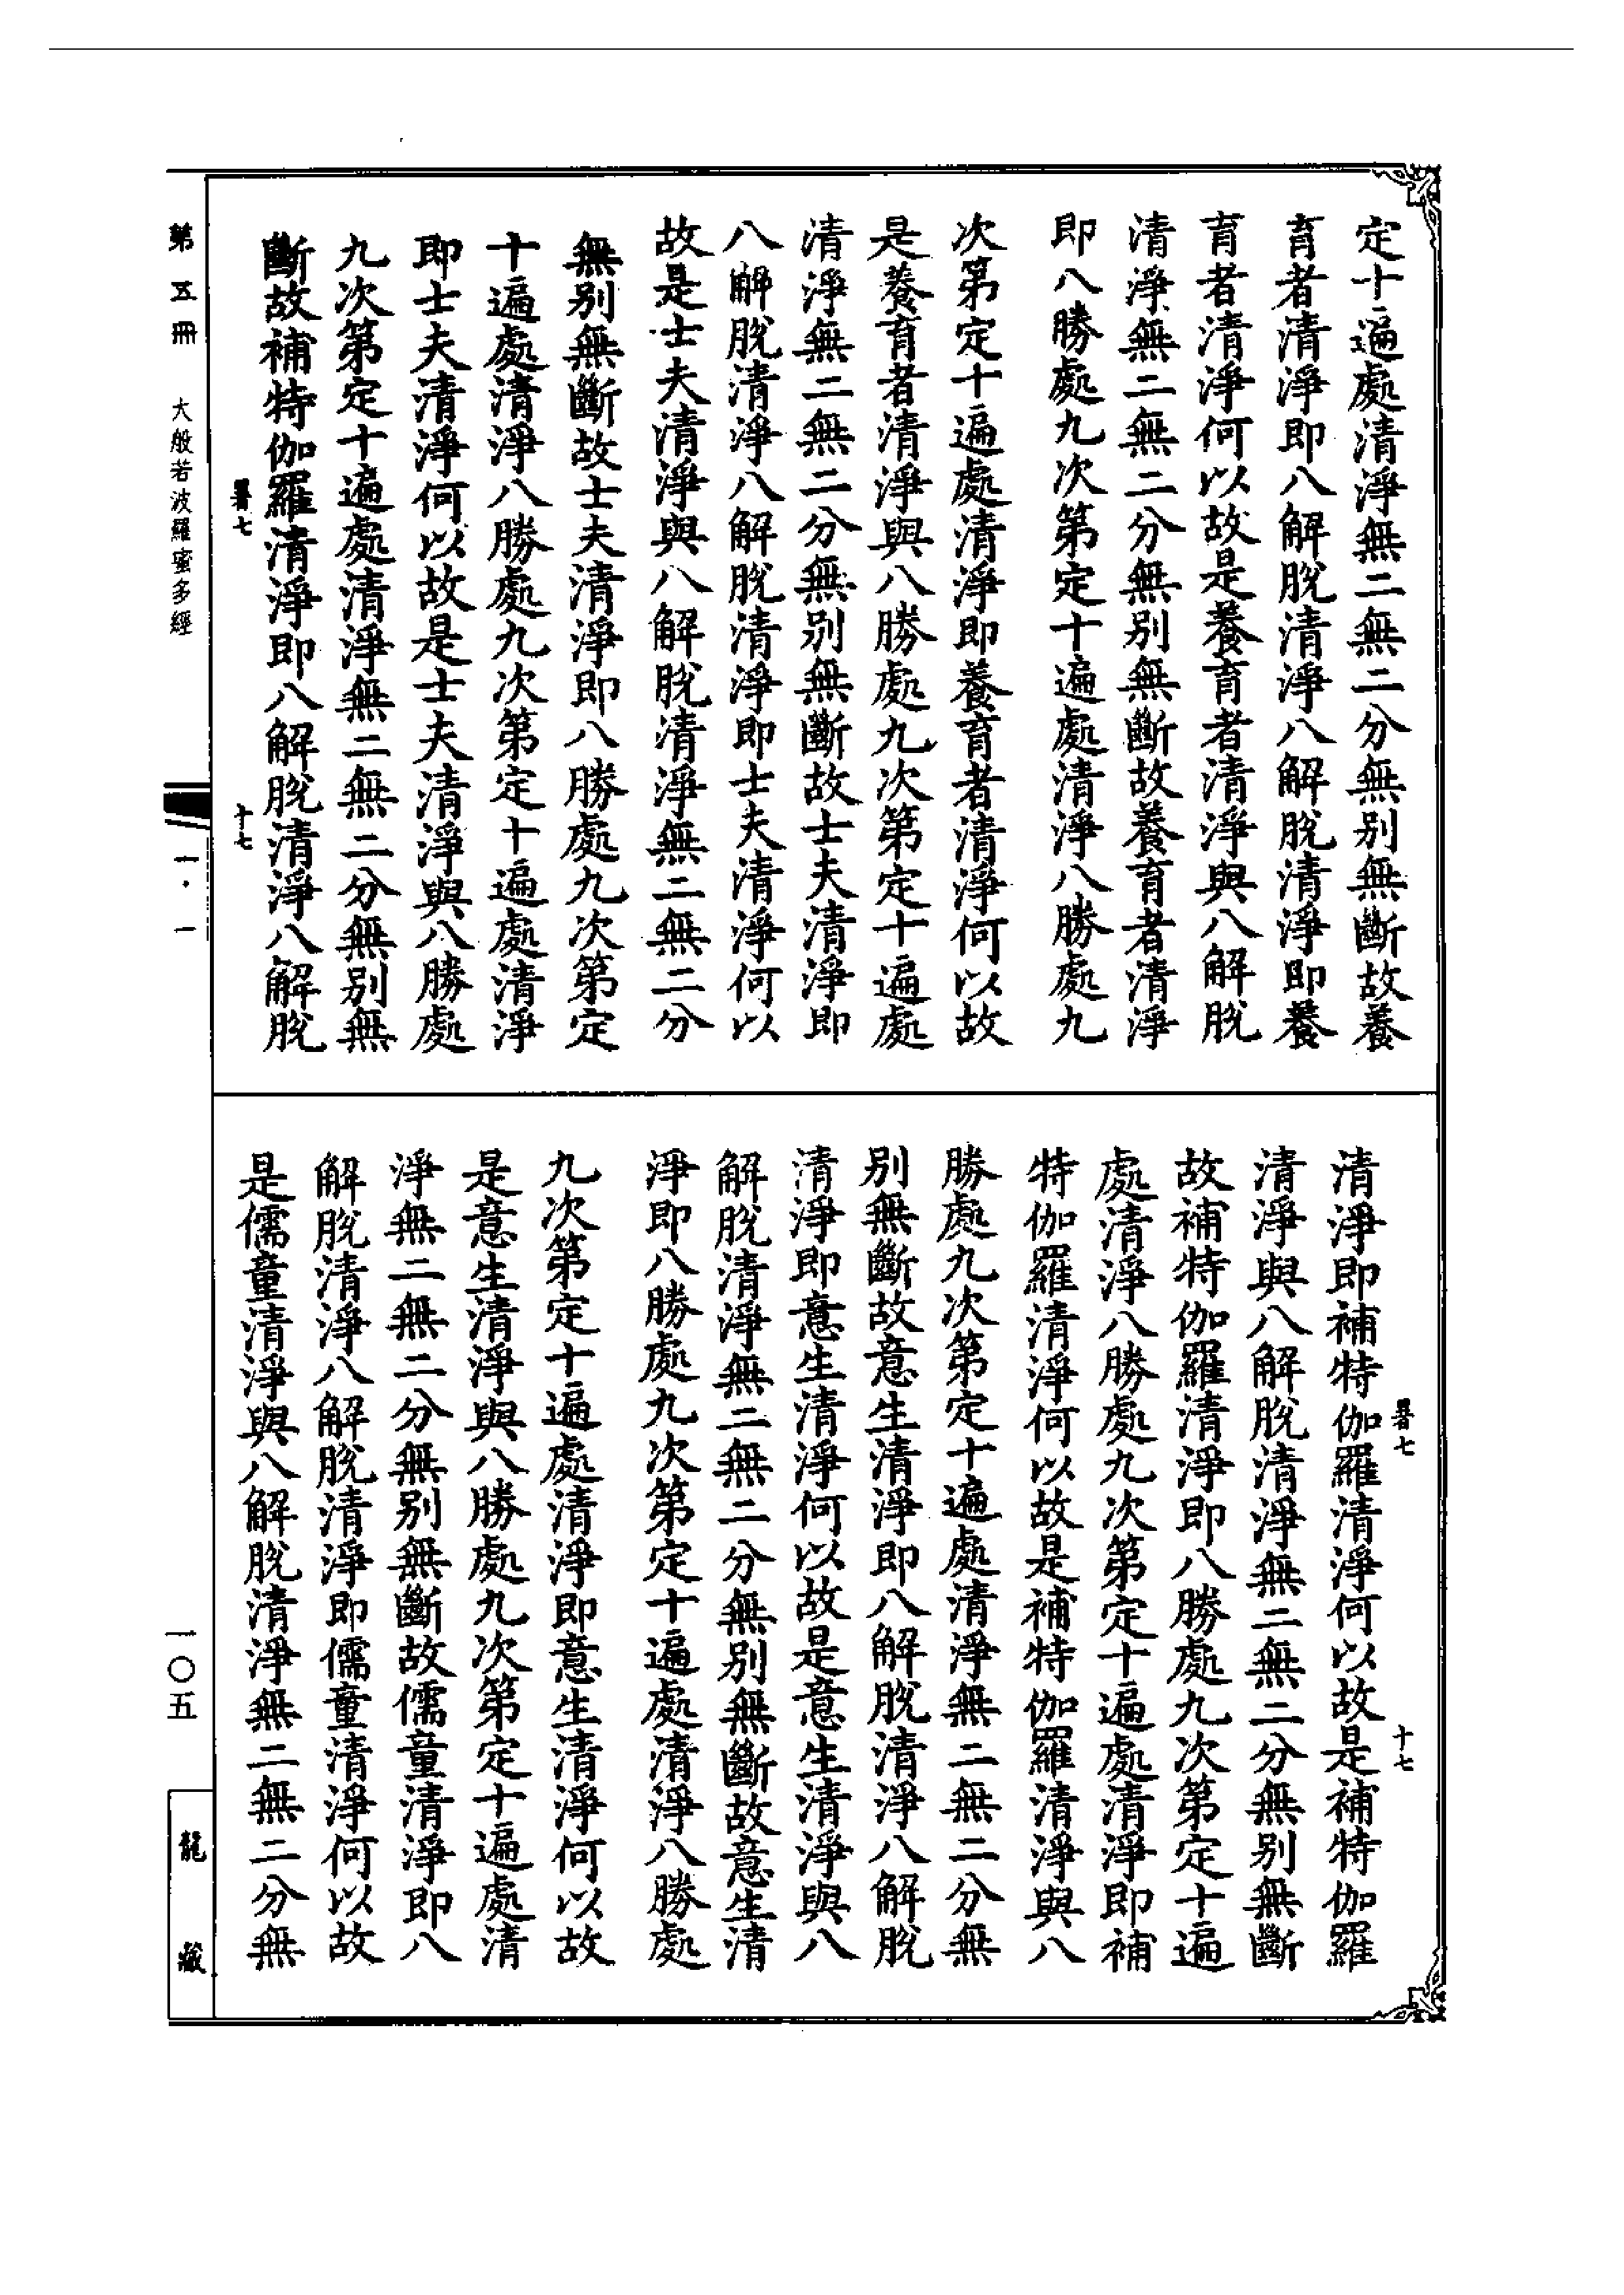 定十遍處清淨無二無二分無別無斷故養
育者清淨即八解脫清淨八解脫清淨即養
育者清淨何以故是養育者清淨與八解脫
清淨無二無二分無別無斷故養育者清淨
即八勝處九次第定十遍處清淨八勝處九
次第定十遍處清淨即養育者清淨何以故
是養育者清淨與八勝處九次第定十遍處
清淨無二無二分無別無斷故士夫清淨即
八解脫清淨八解脫清淨即士夫清淨何以
故是士夫清淨與八解脫清淨無二無二分
無別無斷故士夫清淨即八勝處九次第定
十遍處清淨八勝處九次第定十遍處清淨
即士夫清淨何以故是士夫清淨與八勝處
九次第定十遍處清淨無二無二分無別無
斷故補特伽羅清淨即八解脫清淨八解脫
暑七 十七
第五冊 大般若波羅蜜多經 一·一
暑七 十七
清淨即補特伽羅清淨何以故是補特伽羅
清淨與八解脫清淨無二無二分無別無斷
故補特伽羅清淨即八勝處九次第定十遍
處清淨八勝處九次第定十遍處清淨即補
特伽羅清淨何以故是補特伽羅清淨與八
勝處九次第定十遍處清淨無二無二分無
別無斷故意生清淨即八解脫清淨八解脫
清淨即意生清淨何以故是意生清淨與八
解脫清淨無二無二分無別無斷故意生清
淨即八勝處九次第定十遍處清淨八勝處
九次第定十遍處清淨即意生清淨何以故
是意生清淨與八勝處九次第定十遍處清
淨無二無二分無別無斷故儒童清淨即八
解脫清淨八解脫清淨即儒童清淨何以故
是儒童清淨與八解脫清淨無二無二分無
一〇五
龍藏